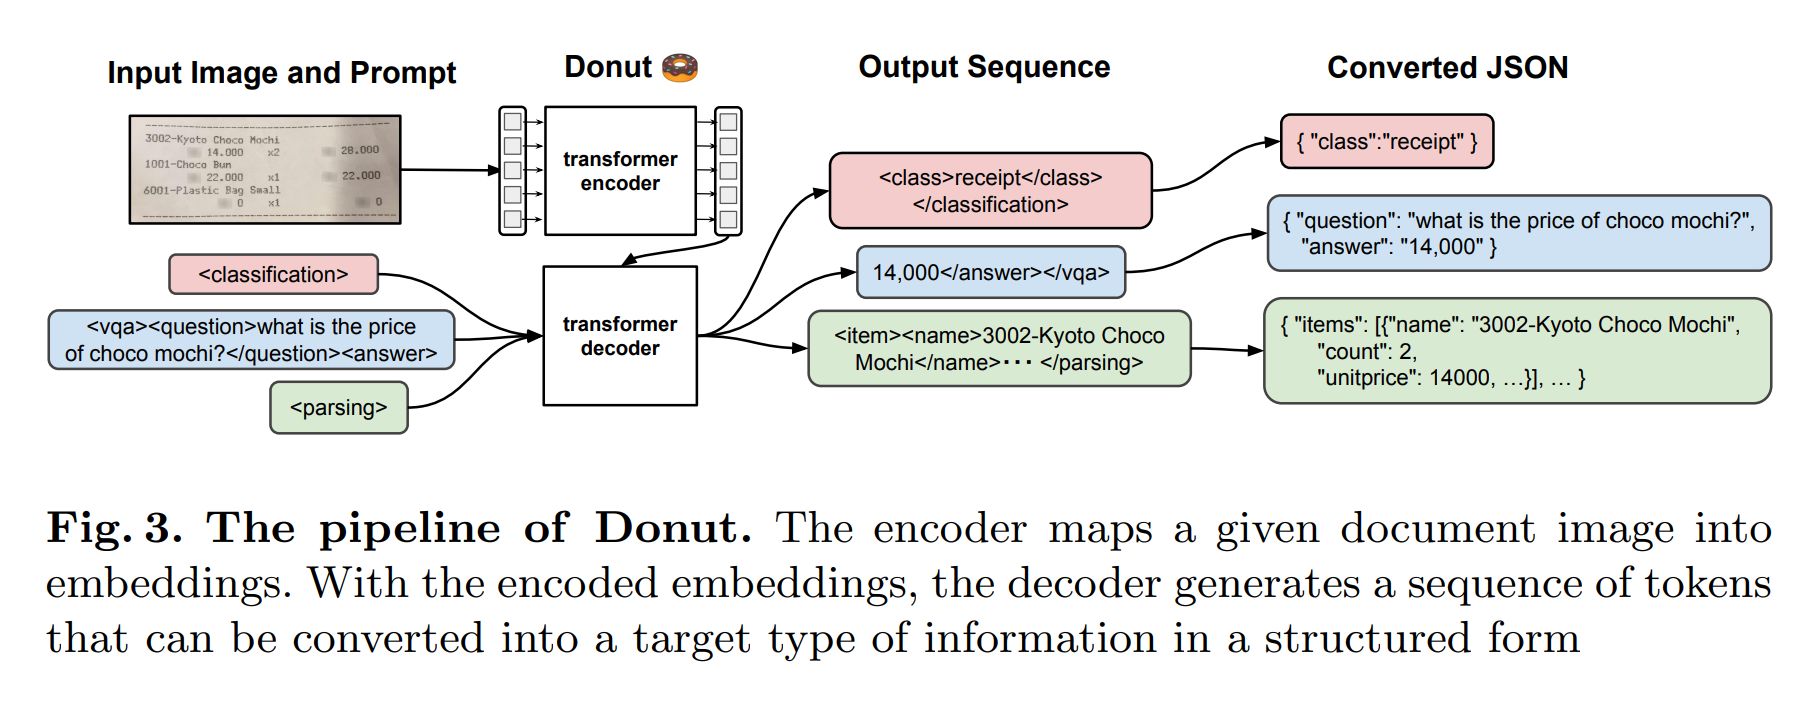 Input Image and Prompt
Donut 🍩
Output Sequence
Converted JSON
3002-Kyoto Choco Mochi
14.000 x2 28.000
1001-Choco Bun
22.000 x1 22.000
6001-Plastic Bag Small
0 x1 0
transformer
encoder
<classification>
<vqa><question>what is the price
of choco mochi?</question><answer>
<parsing>
transformer
decoder
<class>receipt</class>
</classification>
14,000</answer></vqa>
<item><name>3002-Kyoto Choco
Mochi</name>··· </parsing>
{ "class":"receipt" }
{ "question": "what is the price of choco mochi?",
"answer": "14,000" }
{ "items": [{"name": "3002-Kyoto Choco Mochi",
"count": 2,
"unitprice": 14000, …}], … }
Fig. 3. The pipeline of Donut. The encoder maps a given document image into
embeddings. With the encoded embeddings, the decoder generates a sequence of tokens
that can be converted into a target type of information in a structured form